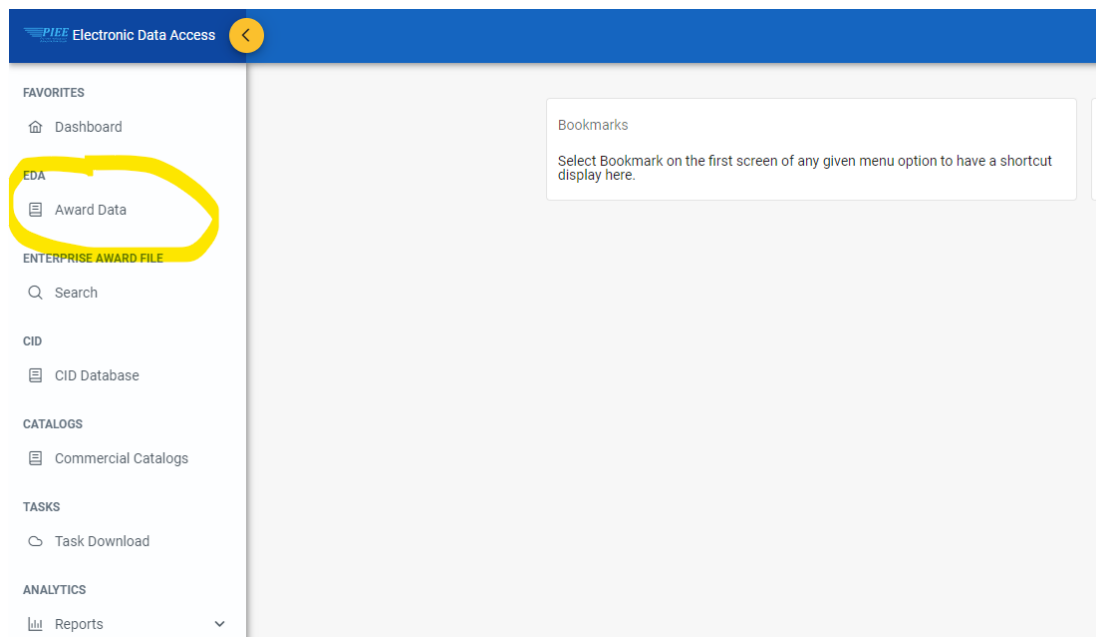 PIEE Electronic Data Access
FAVORITES
Dashboard
EDA
Award Data
ENTERPRISE AWARD FILE
Search
CID
CID Database
CATALOGS
Commercial Catalogs
TASKS
Task Download
ANALYTICS
Reports
Bookmarks
Select Bookmark on the first screen of any given menu option to have a shortcut
display here.